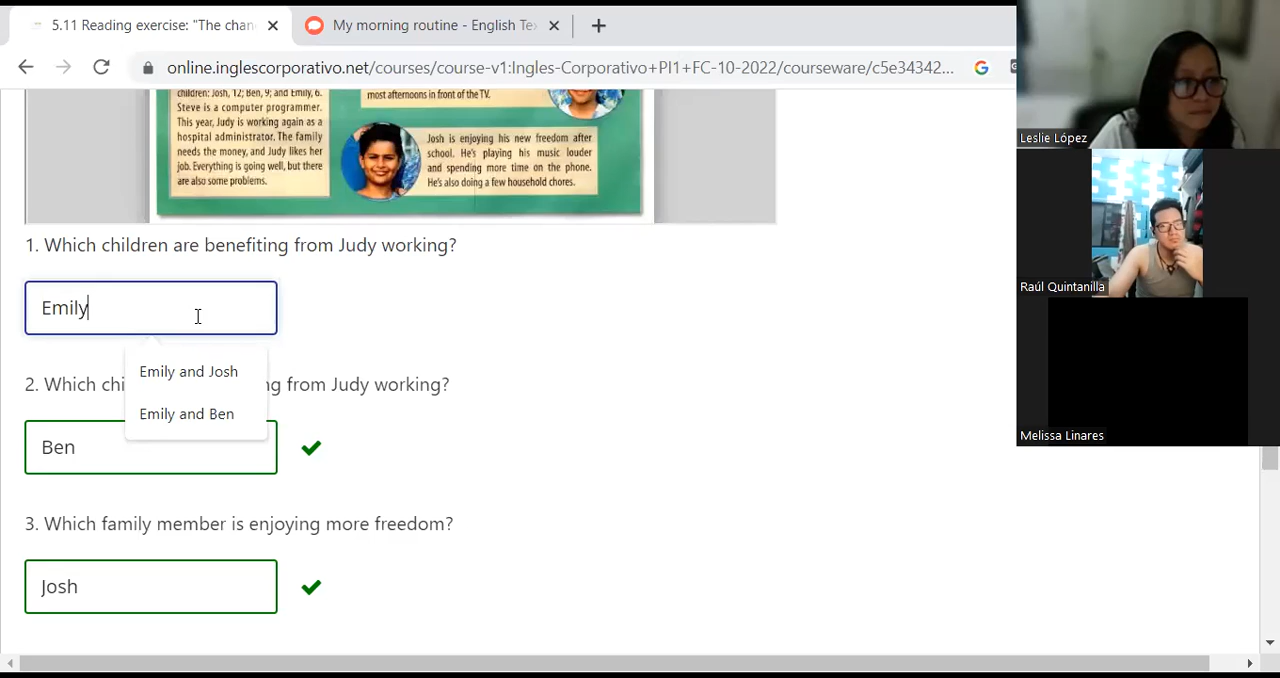 5.11 Reading exercise: "The chan
My morning routine - English Te
online.inglescorporativo.net/courses/course-v1:Ingles-Corporativo+PI1+FC-10-2022/courseware/c5e34342...
children: Josh, 12; Ben, 9; and Emily, 6.
Steve is a computer programmer.
This year, Judy is working again as a
hospital administrator. The family
needs the money, and Judy likes her
job. Everything is going well, but there
are also some problems.
most afternoons in front of the TV.
Josh is enjoying his new freedom after
school. He's playing his music louder
and spending more time on the phone.
He's also doing a few household chores.
1. Which children are benefiting from Judy working?
Emily
Emily and Josh
Emily and Ben
2. Which chi
ng from Judy working?
Ben
3. Which family member is enjoying more freedom?
Josh
Leslie López
Raúl Quintanilla
Melissa Linares